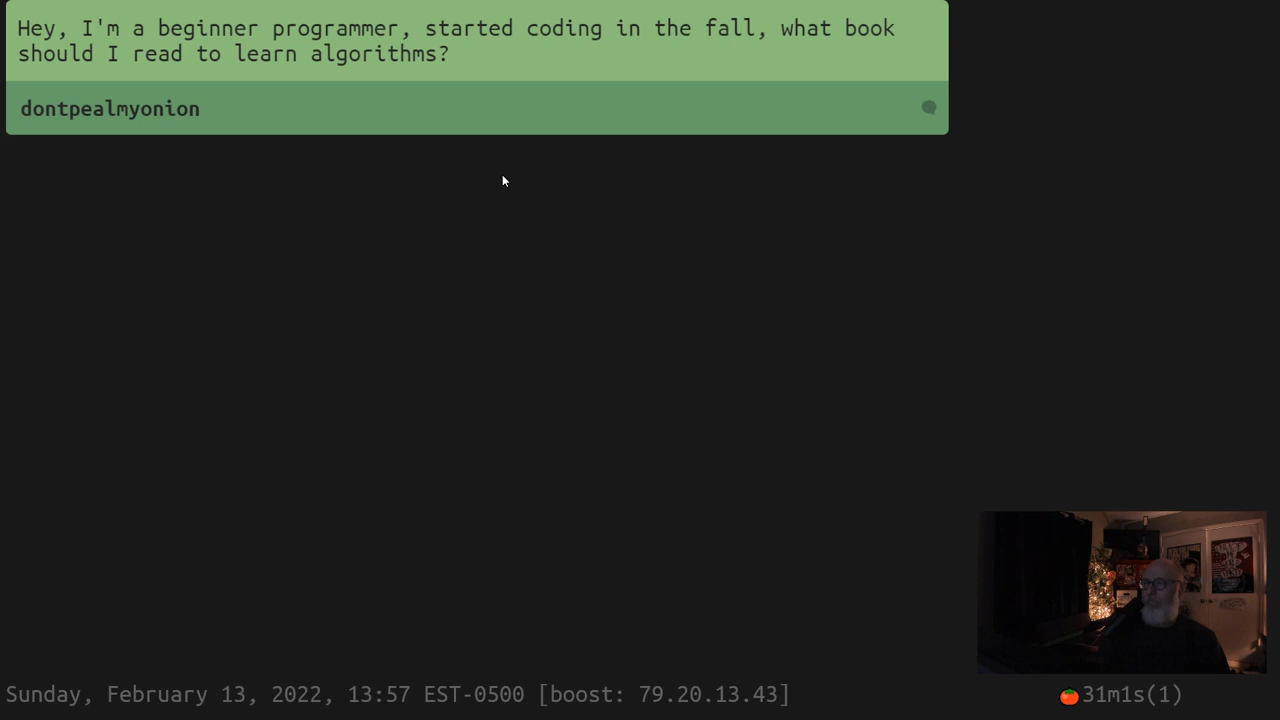 Hey, I'm a beginner programmer, started coding in the fall, what book
should I read to learn algorithms?
dontpealmyonion
Sunday, February 13, 2022, 13:57 EST-0500 [boost: 79.20.13.43]
31m1s(1)